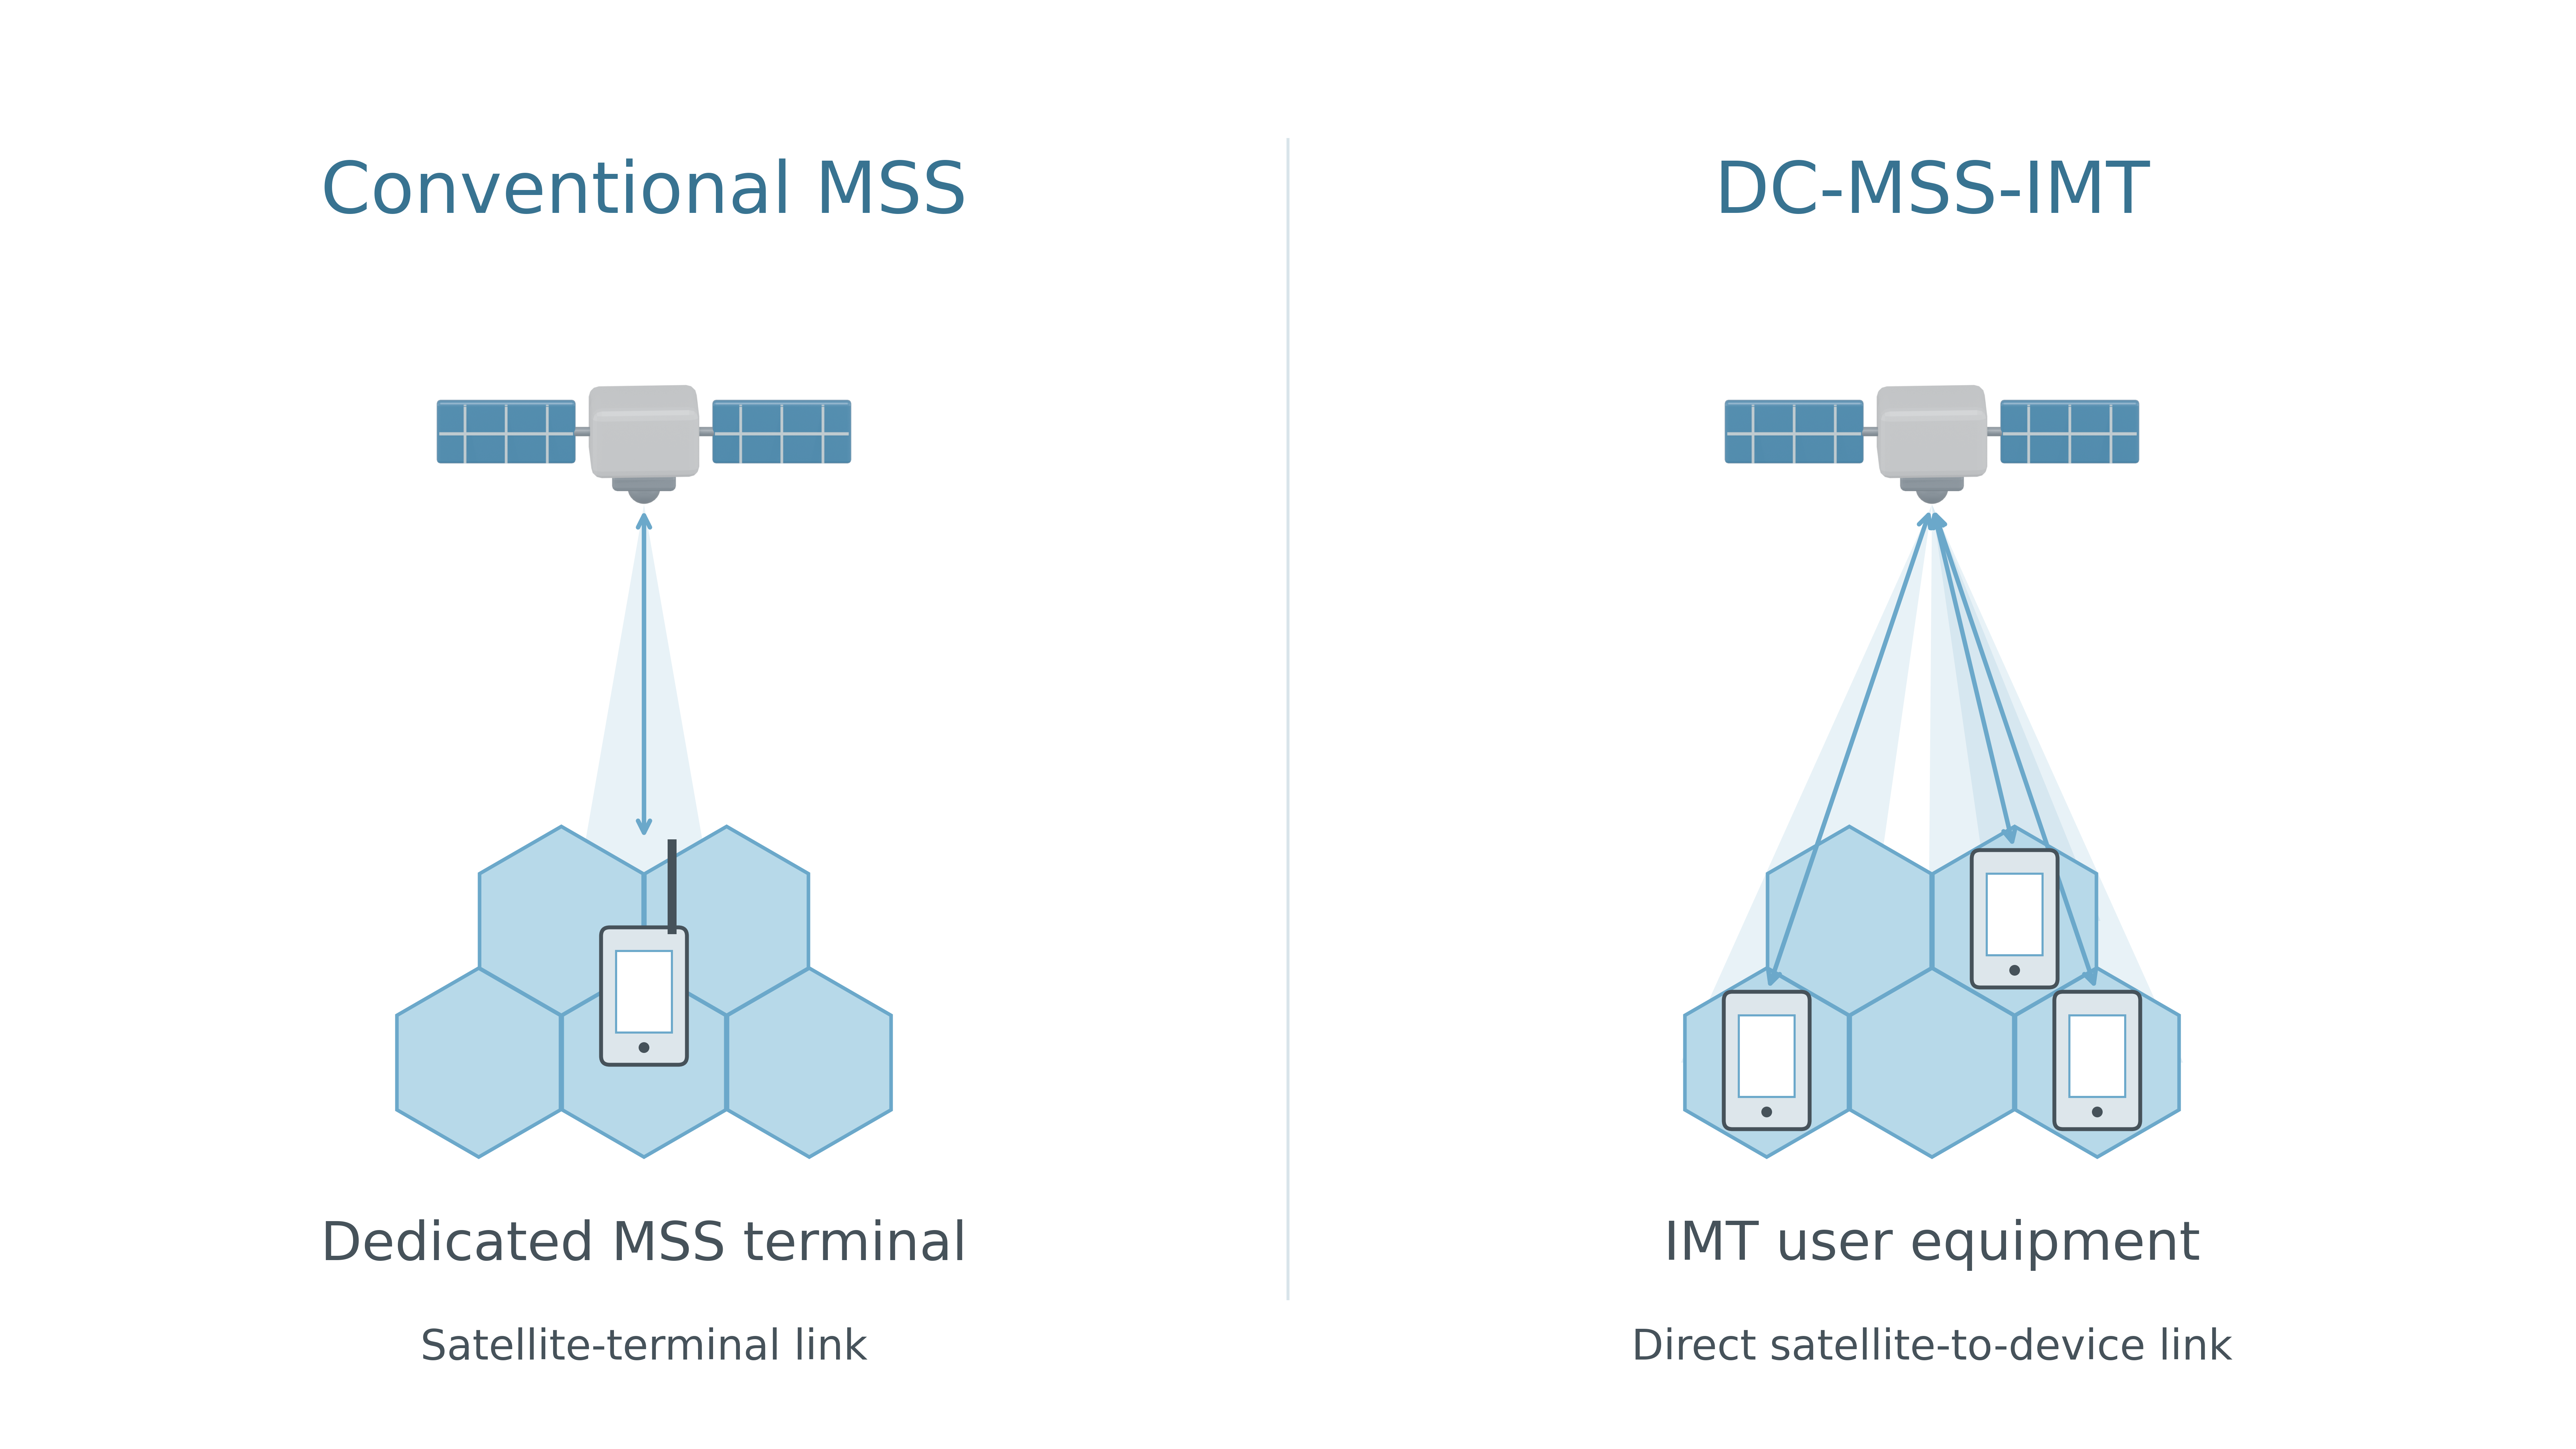 Conventional MSS
DC-MSS-IMT
Dedicated MSS terminal
IMT user equipment
Satellite-terminal link
Direct satellite-to-device link